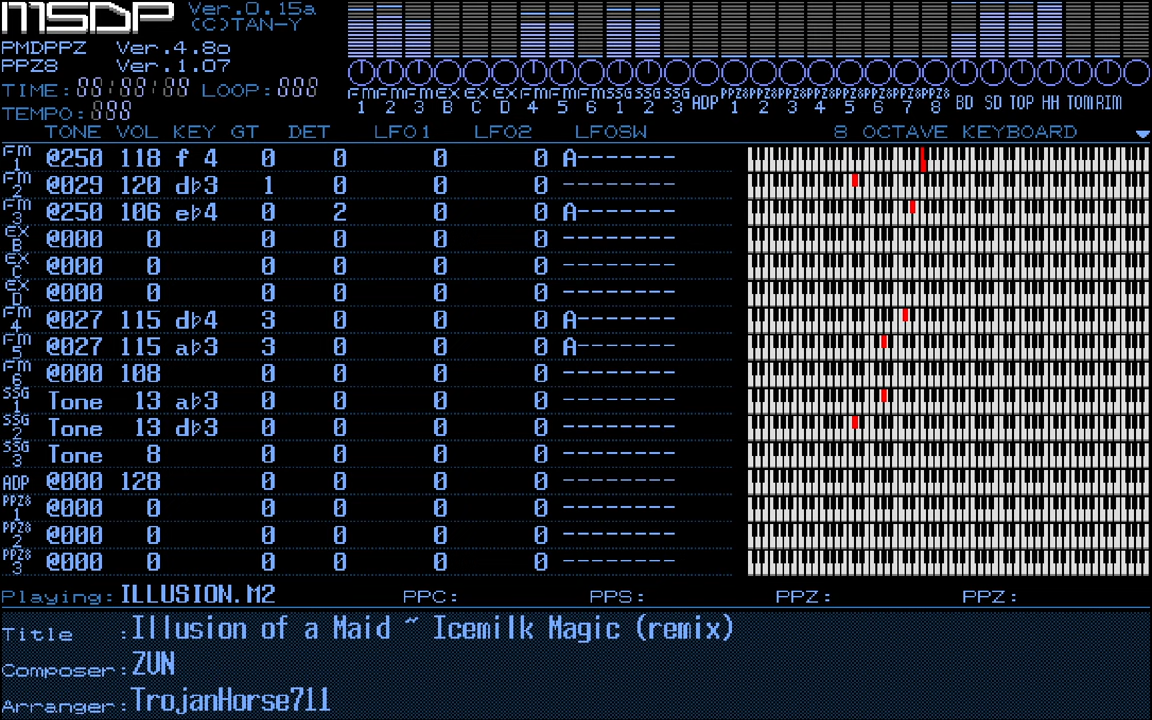 MSDP Ver.0.15a
(C)TAN-Y
PMDPPZ Ver.4.8o
PPZ8 Ver.1.07
TIME: LOOP:
TEMPO:
FM 1 FM 2 FM 3 EX B EX C EX D FM 4 FM 5 FM 6 SSG 1 SSG 2 SSG 3 ADP PPZ8 1 PPZ8 2 PPZ8 3 PPZ8 4 PPZ8 5 PPZ8 6 PPZ8 7 PPZ8 8 BD SD TOP HH TOM RIM
TONE VOL KEY GT DET LFO1 LFO2 LFOSW 8 OCTAVE KEYBOARD
FM 1 @250 118 f 4 0 0 0 0 A-------
FM 2 @029 120 d♭3 1 0 0 0 --------
FM 3 @250 106 e♭4 0 2 0 0 A-------
EX B @000 0 0 0 0 0 --------
EX C @000 0 0 0 0 0 --------
EX D @000 0 0 0 0 0 --------
FM 4 @027 115 d♭4 3 0 0 0 A-------
FM 5 @027 115 a♭3 3 0 0 0 A-------
FM 6 @000 108 0 0 0 0 --------
SSG 1 Tone 13 a♭3 0 0 0 0 --------
SSG 2 Tone 13 d♭3 0 0 0 0 --------
SSG 3 Tone 8 0 0 0 0 --------
ADP @000 128 0 0 0 0 --------
PPZ8 1 @000 0 0 0 0 0 --------
PPZ8 2 @000 0 0 0 0 0 --------
PPZ8 3 @000 0 0 0 0 0 --------
Playing: ILLUSION.M2 PPC: PPS: PPZ: PPZ:
Title :Illusion of a Maid ~ Icemilk Magic (remix)
Composer:ZUN
Arranger:TrojanHorse711